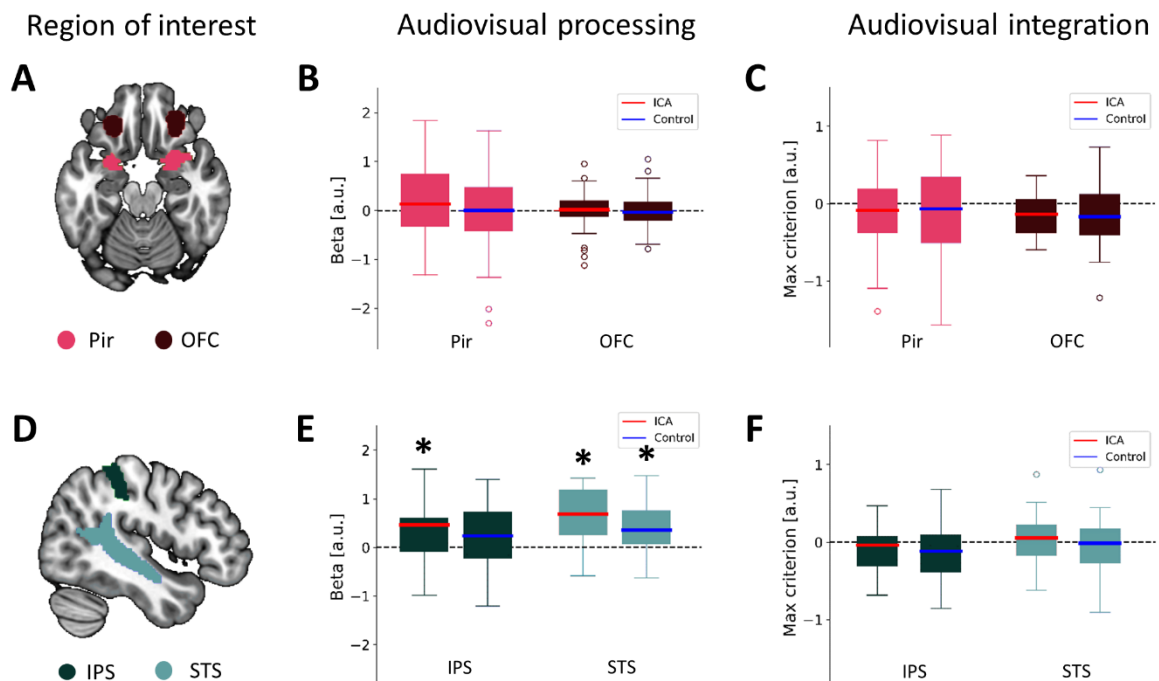 Region of interest
Audiovisual processing
Audiovisual integration
A
Pir
OFC
B
ICA
Control
Beta [a.u.]
2
1
0
−1
−2
Pir
OFC
C
ICA
Control
Max criterion [a.u.]
1
0
−1
Pir
OFC
D
IPS
STS
E
ICA
Control
* * *
Beta [a.u.]
2
1
0
−1
−2
IPS
STS
F
ICA
Control
Max criterion [a.u.]
1
0
−1
IPS
STS